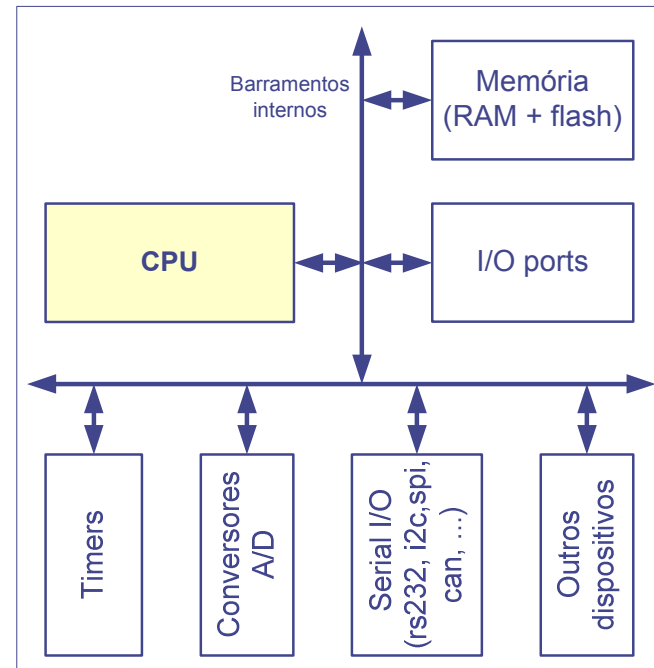 Barramentos
internos
Memória
(RAM + flash)
CPU
I/O ports
Timers
Conversores
A/D
Serial I/O
(rs232, i2c,spi,
can, ...)
Outros
dispositivos